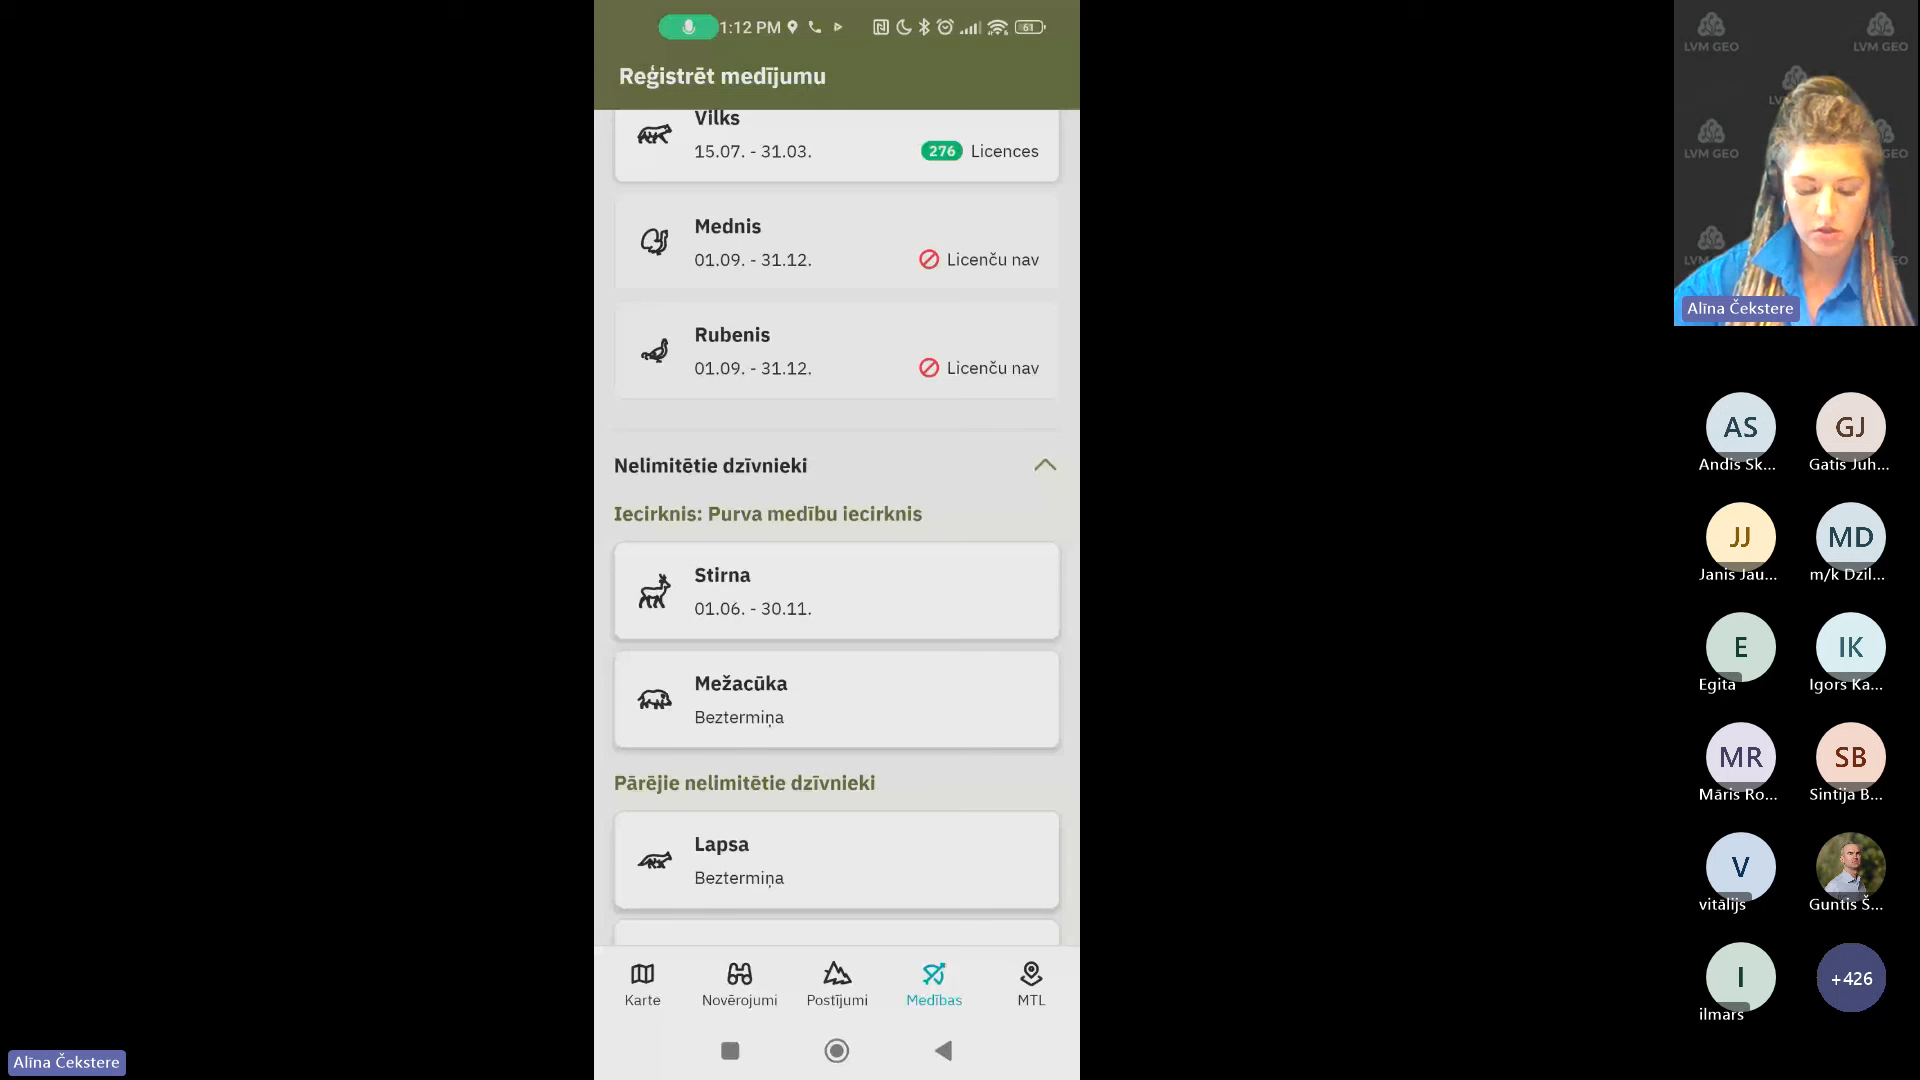 1:12 PM
61
Reģistrēt medījumu
Vilks
15.07. - 31.03.
276 Licences
Mednis
01.09. - 31.12.
Licenču nav
Rubenis
01.09. - 31.12.
Licenču nav
Nelimitētie dzīvnieki
Iecirknis: Purva medību iecirknis
Stirna
01.06. - 30.11.
Mežacūka
Beztermiņa
Pārējie nelimitētie dzīvnieki
Lapsa
Beztermiņa
Karte
Novērojumi
Postījumi
Medības
MTL
Alīna Čekstere
LVM GEO
LVM GEO
LVM GEO
Alīna Čekstere
AS
Andis Sk...
GJ
Gatis Juh...
JJ
Janis Jau...
MD
m/k Dzil...
E
Egita
IK
Igors Ka...
MR
Māris Ro...
SB
Sintija B...
V
vitālijs
Guntis Š...
I
ilmars
+426